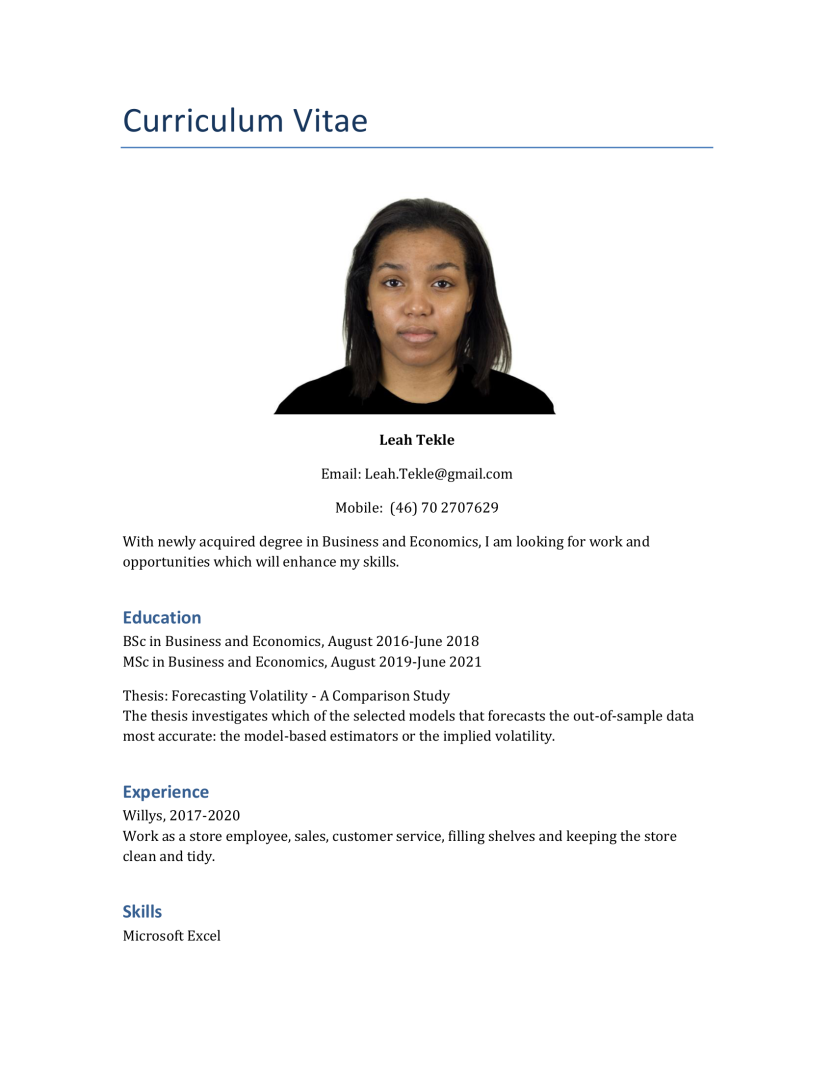 Curriculum Vitae
Leah Tekle
Email: Leah.Tekle@gmail.com
Mobile:  (46) 70 2707629
With newly acquired degree in Business and Economics, I am looking for work and
opportunities which will enhance my skills.
Education
BSc in Business and Economics, August 2016-June 2018
MSc in Business and Economics, August 2019-June 2021
Thesis: Forecasting Volatility - A Comparison Study
The thesis investigates which of the selected models that forecasts the out-of-sample data
most accurate: the model-based estimators or the implied volatility.
Experience
Willys, 2017-2020
Work as a store employee, sales, customer service, filling shelves and keeping the store
clean and tidy.
Skills
Microsoft Excel